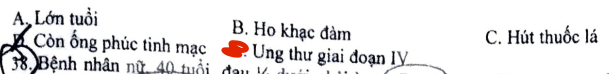 A. Lớn tuổi B. Ho khạc đàm C. Hút thuốc lá
Còn ống phúc tinh mạc Ung thư giai đoạn IV
38. Bệnh nhân nữ 40 tuổi đau